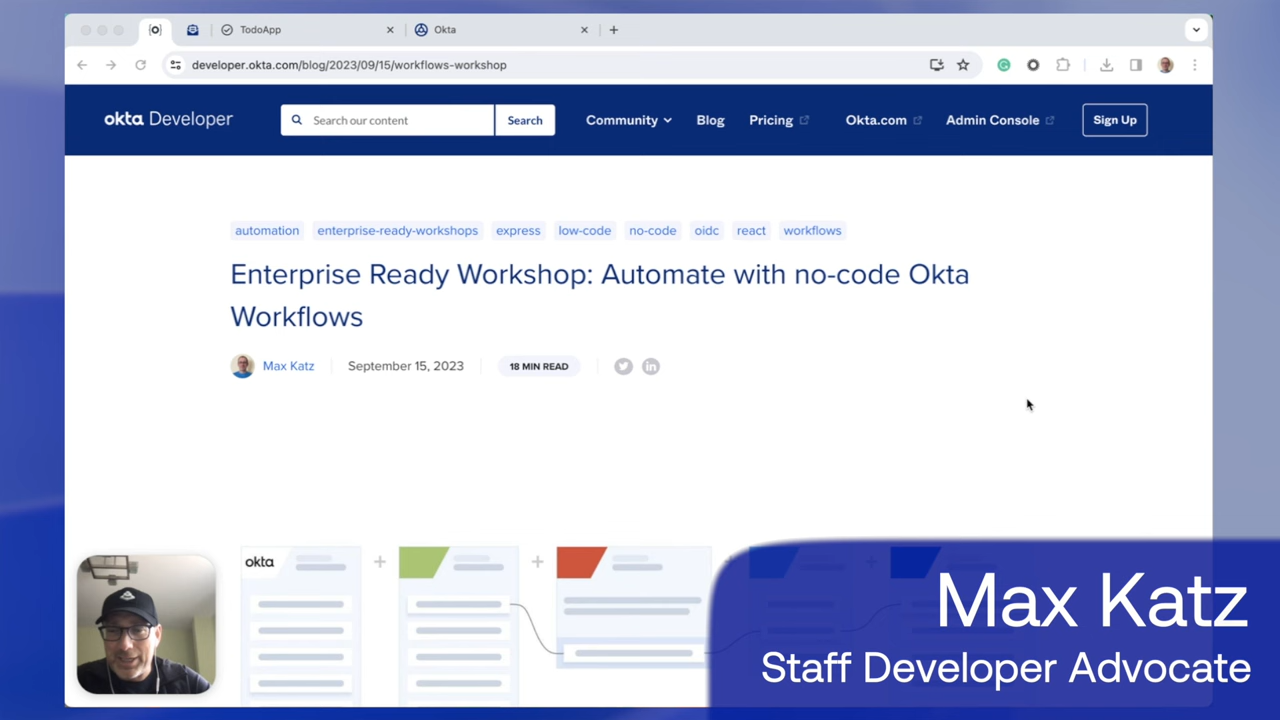 TodoApp
Okta
developer.okta.com/blog/2023/09/15/workflows-workshop
okta Developer
Search our content
Search
Community
Blog
Pricing
Okta.com
Admin Console
Sign Up
automation
enterprise-ready-workshops
express
low-code
no-code
oidc
react
workflows
Enterprise Ready Workshop: Automate with no-code Okta
Workflows
Max Katz
September 15, 2023
18 MIN READ
okta
Max Katz
Staff Developer Advocate